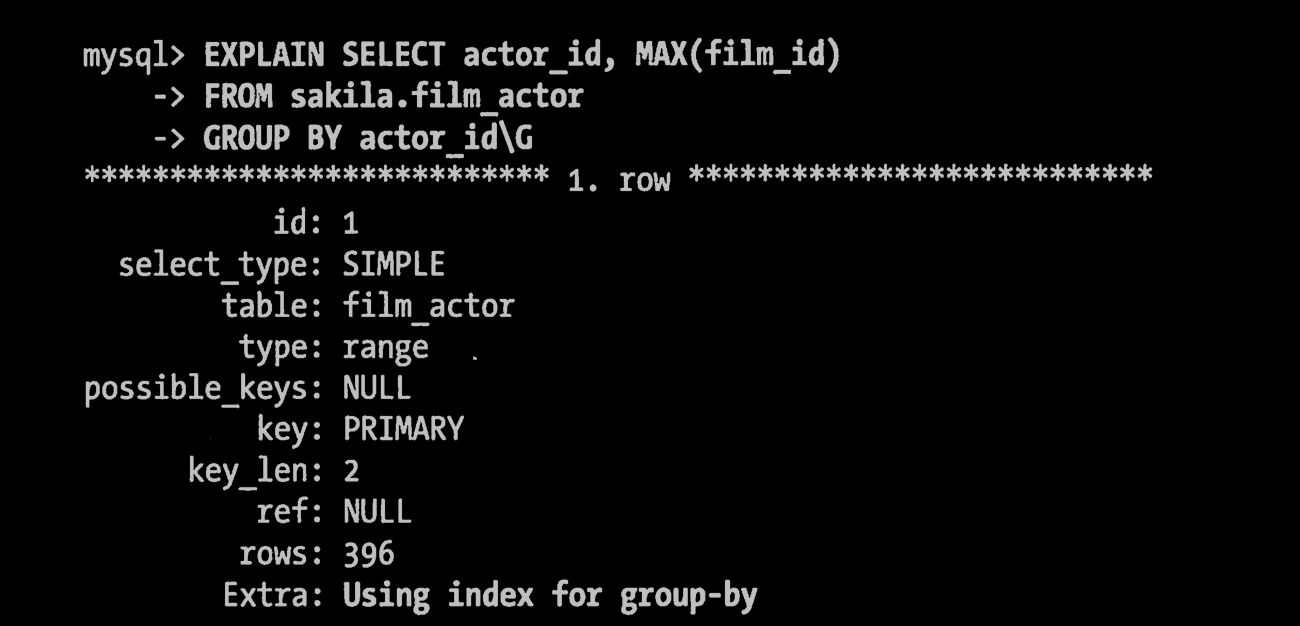 mysql> EXPLAIN SELECT actor_id, MAX(film_id)
-> FROM sakila.film_actor
-> GROUP BY actor_id\G
*************************** 1. row ***************************
id: 1
select_type: SIMPLE
table: film_actor
type: range
possible_keys: NULL
key: PRIMARY
key_len: 2
ref: NULL
rows: 396
Extra: Using index for group-by